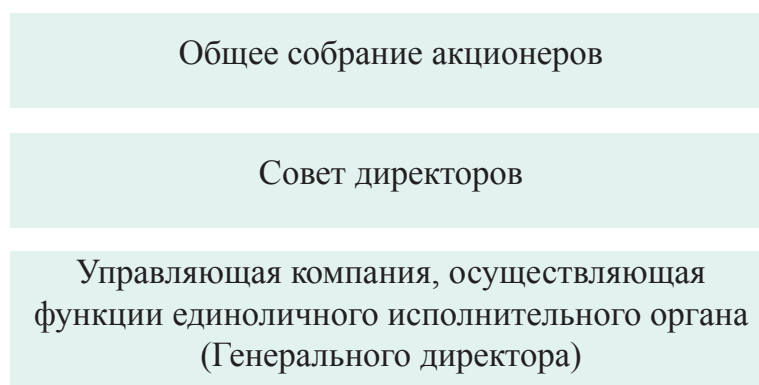 Общее собрание акционеров
Совет директоров
Управляющая компания, осуществляющая
функции единоличного исполнительного органа
(Генерального директора)